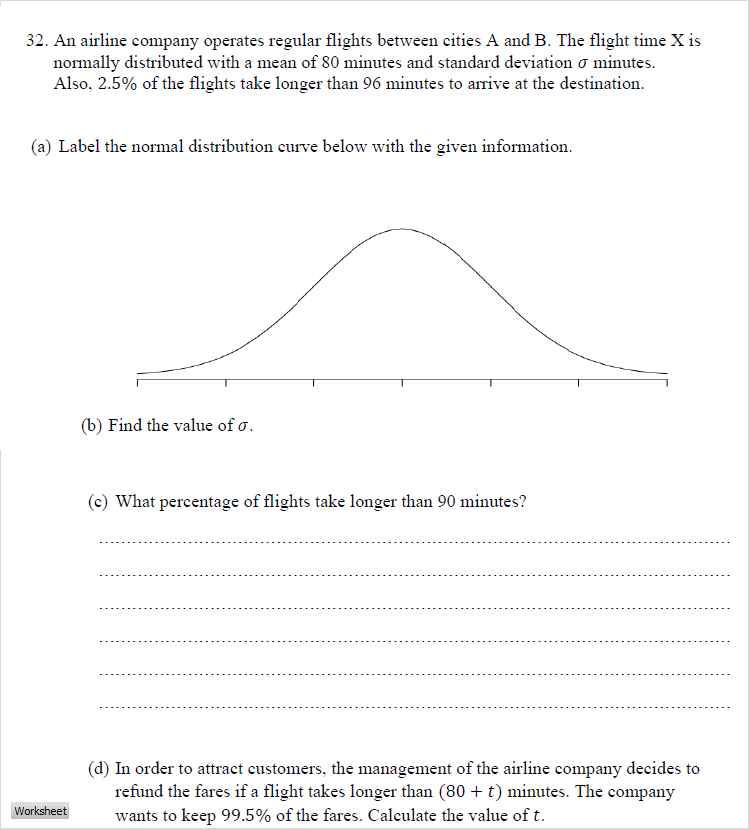 32. An airline company operates regular flights between cities A and B. The flight time X is
normally distributed with a mean of 80 minutes and standard deviation σ minutes.
Also, 2.5% of the flights take longer than 96 minutes to arrive at the destination.
(a) Label the normal distribution curve below with the given information.
(b) Find the value of σ.
(c) What percentage of flights take longer than 90 minutes?
(d) In order to attract customers, the management of the airline company decides to
refund the fares if a flight takes longer than (80 + t) minutes. The company
wants to keep 99.5% of the fares. Calculate the value of t.
Worksheet